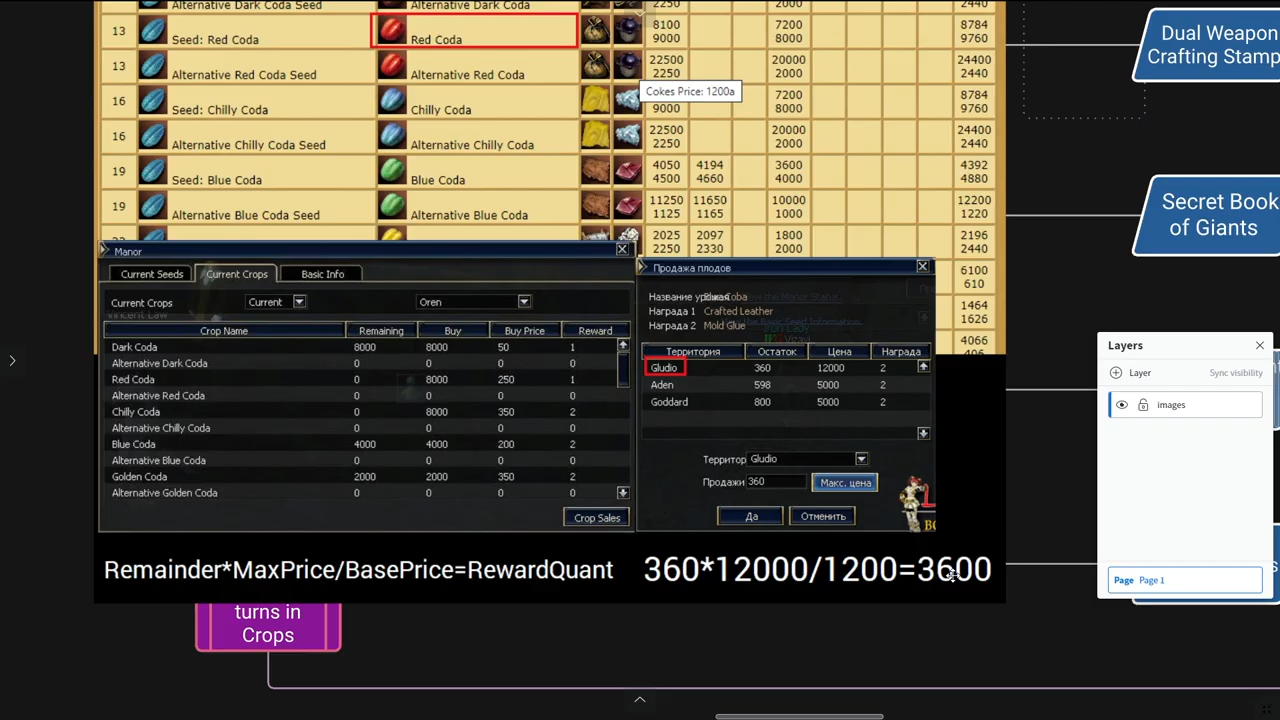 Alternative Dark Coda Seed Alternative Dark Coda 2250 2000 2440
13 Seed: Red Coda Red Coda 8100 9000 7200 8000 8784 9760
13 Alternative Red Coda Seed Alternative Red Coda 22500 2250 20000 2000 24400 2440
Cokes Price: 1200a
16 Seed: Chilly Coda Chilly Coda 9000 7200 8000 8784 9760
16 Alternative Chilly Coda Seed Alternative Chilly Coda 22500 2250 20000 2000 24400 2440
19 Seed: Blue Coda Blue Coda 4050 4500 4194 4660 3600 4000 4392 4880
19 Alternative Blue Coda Seed Alternative Blue Coda 11250 1125 11650 1165 10000 1000 12200 1220
2025 2250 2097 2330 1800 2000 2196 2440
6100 610
1464 1626
4066
Manor
Current Seeds Current Crops Basic Info
Current Crops Current Oren
Crop Name Remaining Buy Buy Price Reward
Dark Coda 8000 8000 50 1
Alternative Dark Coda 0 0 0 0
Red Coda 0 8000 250 1
Alternative Red Coda 0 0 0 0
Chilly Coda 0 8000 350 2
Alternative Chilly Coda 0 0 0 0
Blue Coda 4000 4000 200 2
Alternative Blue Coda 0 0 0 0
Golden Coda 2000 2000 350 2
Alternative Golden Coda 0 0 0 0
Crop Sales
Продажа плодов
Название
Награда 1 Crafted Leather
Награда 2 Mold Glue
Территория Остаток Цена Награда
Gludio 360 12000 2
Aden 598 5000 2
Goddard 800 5000 2
Территор Gludio
Продажи 360 Макс. цена
Да Отменить
Remainder*MaxPrice/BasePrice=RewardQuant
360*12000/1200=3600
turns in
Crops
Dual Weapon
Crafting Stamp
Secret Book
of Giants
Layers
Layer Sync visibility
images
Page Page 1